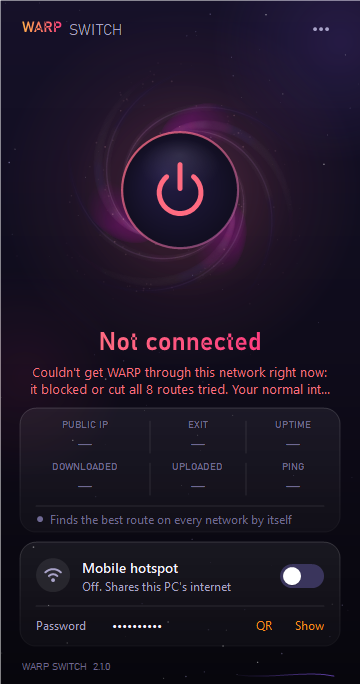 WARP SWITCH
Not connected
Couldn't get WARP through this network right now:
it blocked or cut all 8 routes tried. Your normal int...
PUBLIC IP EXIT UPTIME
— — —
DOWNLOADED UPLOADED PING
— — —
Finds the best route on every network by itself
Mobile hotspot
Off. Shares this PC's internet
Password •••••••••• QR Show
WARP SWITCH 2.1.0